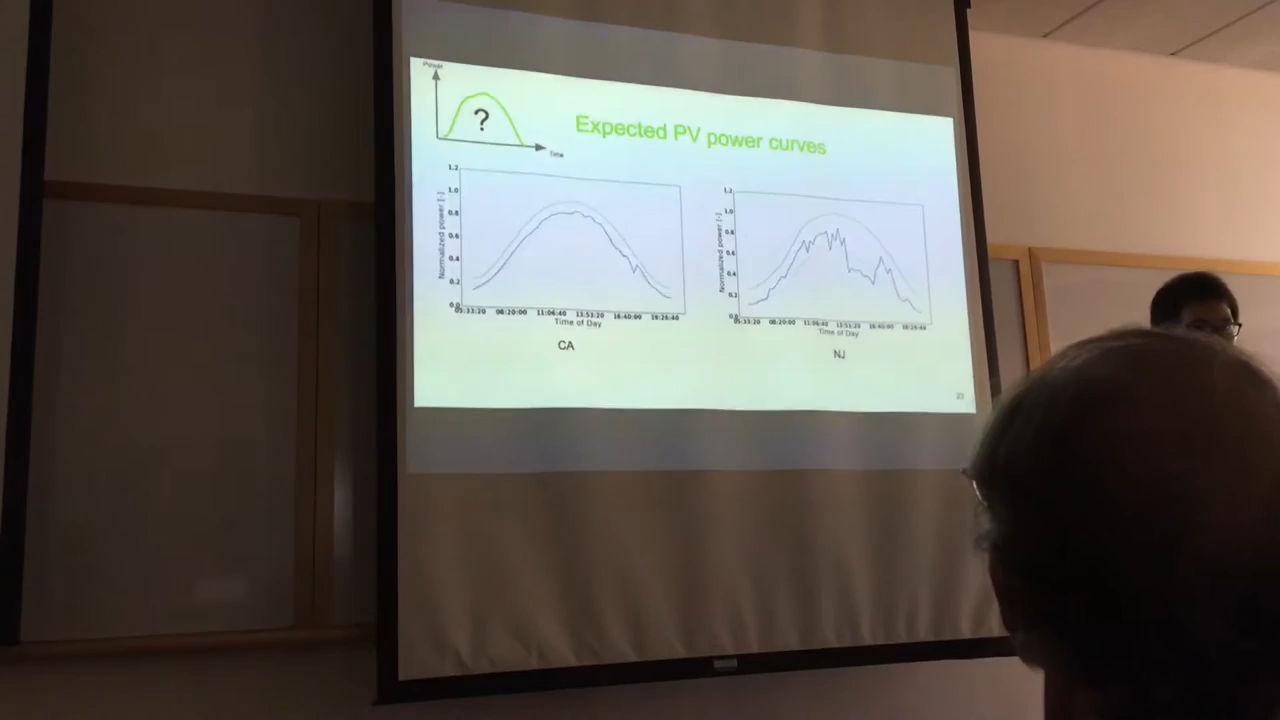 Power
?
Time
Expected PV power curves
1.2
1.0
0.8
0.6
0.4
0.2
0.0
Normalized power [-]
05:33:20 08:20:00 11:06:40 13:53:20 16:40:00 19:26:40
Time of Day
CA
1.2
1.0
0.8
0.6
0.4
0.2
0.0
Normalized power [-]
05:33:20 08:20:00 11:06:40 13:53:20 16:40:00 19:26:40
Time of Day
NJ